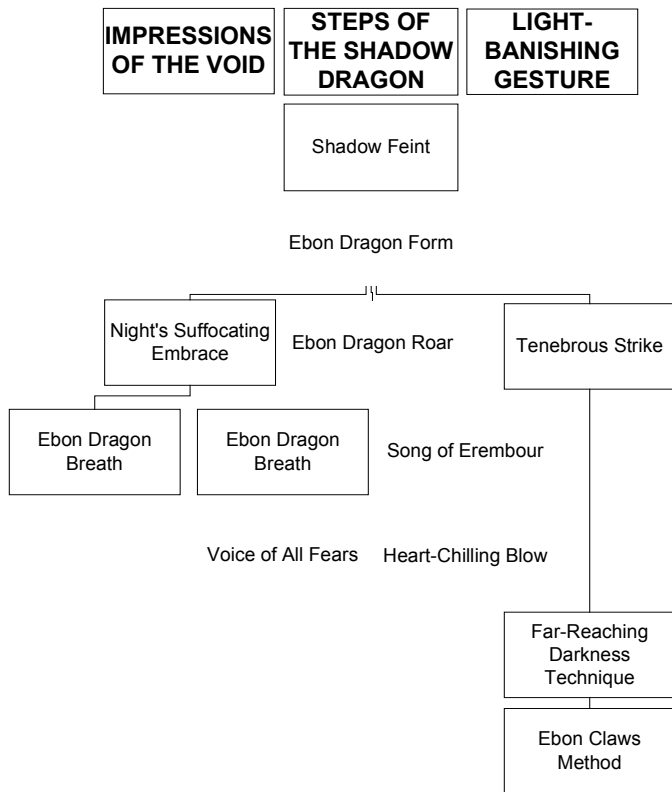 IMPRESSIONS
OF THE VOID
STEPS OF
THE SHADOW
DRAGON
LIGHT-
BANISHING
GESTURE
Shadow Feint
Ebon Dragon Form
Night's Suffocating
Embrace
Ebon Dragon Roar
Tenebrous Strike
Ebon Dragon
Breath
Ebon Dragon
Breath
Song of Erembour
Voice of All Fears
Heart-Chilling Blow
Far-Reaching
Darkness
Technique
Ebon Claws
Method